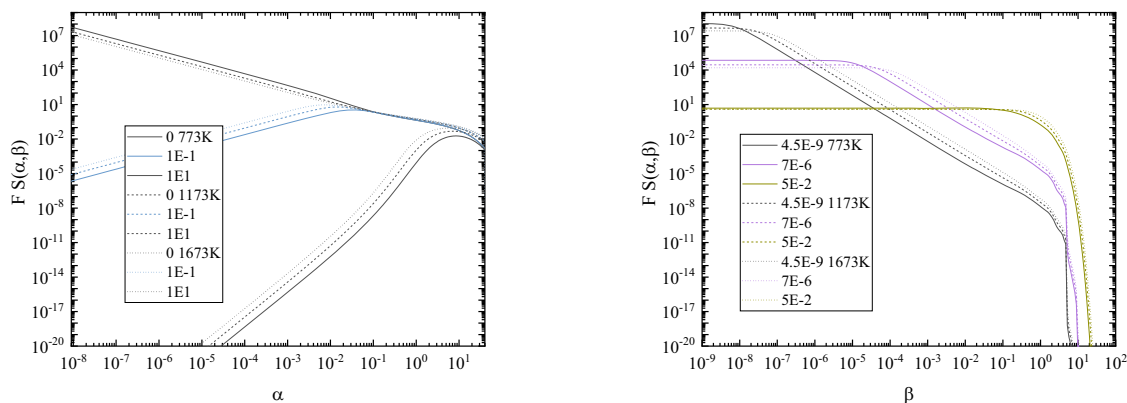 F S(α,β)
10^7
10^4
10^1
10^-2
10^-5
10^-8
10^-11
10^-14
10^-17
10^-20
0 773K
1E-1
1E1
0 1173K
1E-1
1E1
0 1673K
1E-1
1E1
10^-8 10^-7 10^-6 10^-5 10^-4 10^-3 10^-2 10^-1 10^0 10^1
α
F S(α,β)
10^7
10^4
10^1
10^-2
10^-5
10^-8
10^-11
10^-14
10^-17
10^-20
4.5E-9 773K
7E-6
5E-2
4.5E-9 1173K
7E-6
5E-2
4.5E-9 1673K
7E-6
5E-2
10^-9 10^-8 10^-7 10^-6 10^-5 10^-4 10^-3 10^-2 10^-1 10^0 10^1 10^2
β